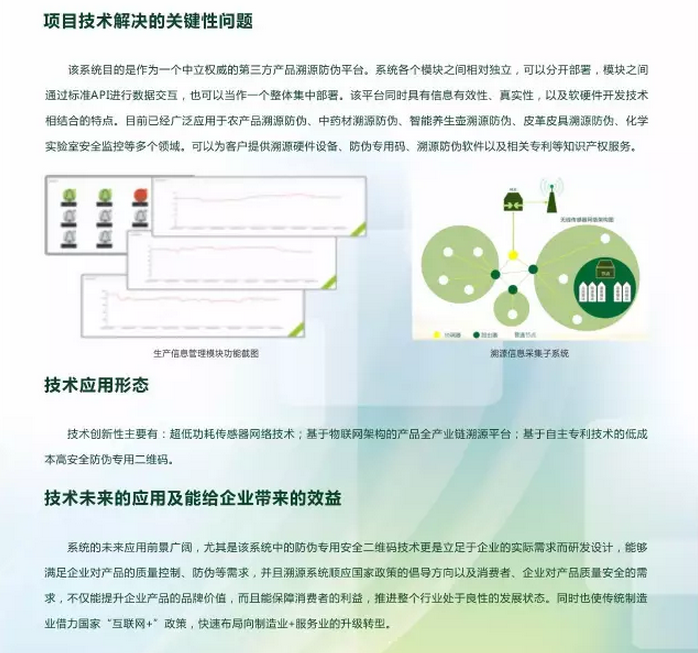 项目技术解决的关键性问题
该系统目的是作为一个中立权威的第三方产品溯源防伪平台。系统各个模块之间相对独立，可以分开部署，模块之间
通过标准API进行数据交互，也可以当作一个整体集中部署。该平台同时具有信息有效性、真实性，以及软硬件开发技术
相结合的特点。目前已经广泛应用于农产品溯源防伪、中药材溯源防伪、智能养生壶溯源防伪、皮革皮具溯源防伪、化学
实验室安全监控等多个领域。可以为客户提供溯源硬件设备、防伪专用码、溯源防伪软件以及相关专利等知识产权服务。
无线传感器网络架构图
普通节点
生产信息管理模块功能截图
溯源信息采集子系统
技术应用形态
技术创新性主要有：超低功耗传感器网络技术；基于物联网架构的产品全产业链溯源平台；基于自主专利技术的低成
本高安全防伪专用二维码。
技术未来的应用及能给企业带来的效益
系统的未来应用前景广阔，尤其是该系统中的防伪专用安全二维码技术更是立足于企业的实际需求而研发设计，能够
满足企业对产品的质量控制、防伪等需求，并且溯源系统顺应国家政策的倡导方向以及消费者、企业对产品质量安全的需
求，不仅能提升企业产品的品牌价值，而且能保障消费者的利益，推进整个行业处于良性的发展状态。同时也使传统制造
业借力国家“互联网+”政策，快速布局向制造业+服务业的升级转型。